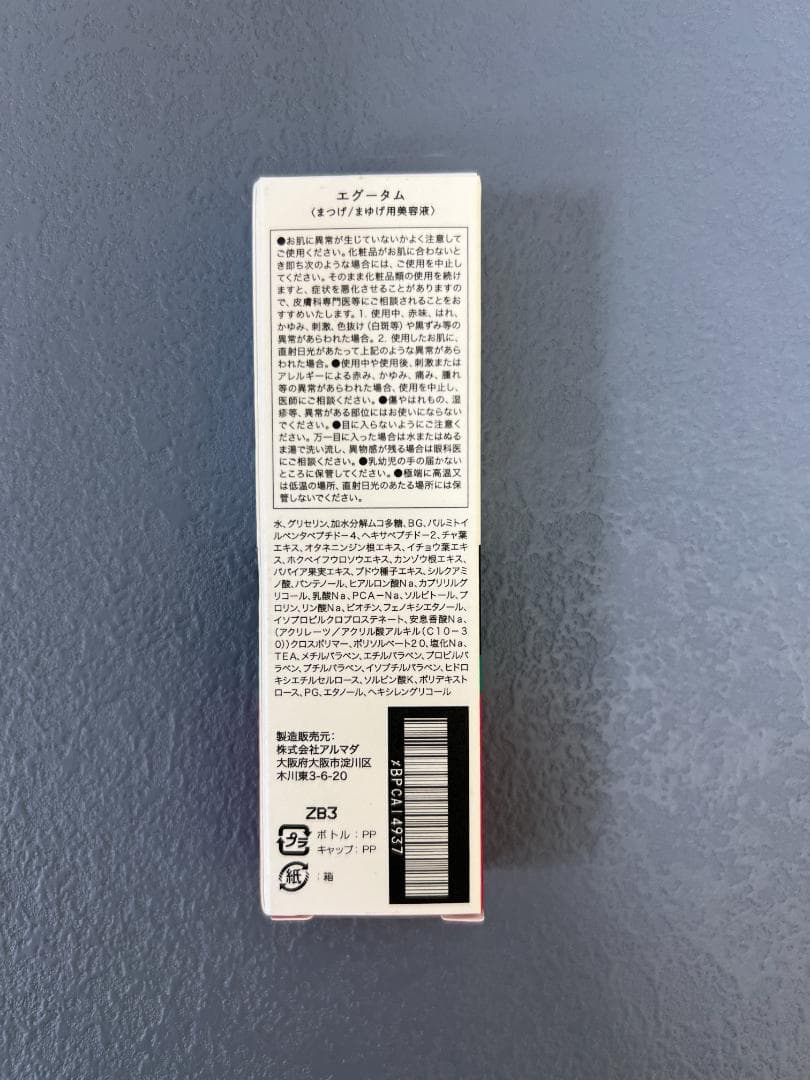 エグータム
（まつげ/まゆげ用美容液）
●お肌に異常が生じていないかよく注意して
ご使用ください。化粧品がお肌に合わないと
き即ち次のような場合には、ご使用を中止し
てください。そのまま化粧品類の使用を続け
ますと、症状を悪化させることがありますの
で、皮膚科専門医等にご相談されることをお
すすめいたします。1. 使用中、赤味、はれ、
かゆみ、刺激、色抜け（白斑等）や黒ずみ等の
異常があらわれた場合。2. 使用したお肌に、
直射日光があたって上記のような異常があら
われた場合。●使用中や使用後、刺激または
アレルギーによる赤み、かゆみ、痛み、腫れ
等の異常があらわれた場合、使用を中止し、
医師にご相談ください。●傷やはれもの、湿
疹等、異常がある部位にはお使いにならない
でください。●目に入らないようにご注意くだ
さい。万一目に入った場合は水またはぬる
ま湯で洗い流し、異物感が残る場合は眼科医
にご相談ください。●乳幼児の手の届かない
ところに保管してください。●極端に高温又
は低温の場所、直射日光のあたる場所には保
管しないでください。
水、グリセリン、加水分解ムコ多糖、BG、パルミトイ
ルペンタペプチドー4、ヘキサペプチドー2、チャ葉
エキス、オタネニンジン根エキス、イチョウ葉エキ
ス、ホクベイフウロソウエキス、カンゾウ根エキス、
パパイア果実エキス、ブドウ種子エキス、シルクアミ
ノ酸、パンテノール、ヒアルロン酸Na、カプリリルグ
リコール、乳酸Na、PCAーNa、ソルビトール、プ
ロリン、リン酸Na、ビオチン、フェノキシエタノール、
イソプロピルクロプロステネート、安息香酸Na、
（アクリレーツ／アクリル酸アルキル（C10－3
0））クロスポリマー、ポリソルベート20、塩化Na、
TEA、メチルパラベン、エチルパラベン、プロピルパ
ラベン、ブチルパラベン、イソブチルパラベン、ヒドロ
キシエチルセルロース、ソルビン酸K、ポリデキスト
ロース、PG、エタノール、ヘキシレングリコール
製造販売元：
株式会社アルマダ
大阪府大阪市淀川区
木川東3-6-20
ZB3
プラ ボトル：PP
キャップ：PP
紙 ：箱
×BPCA14937